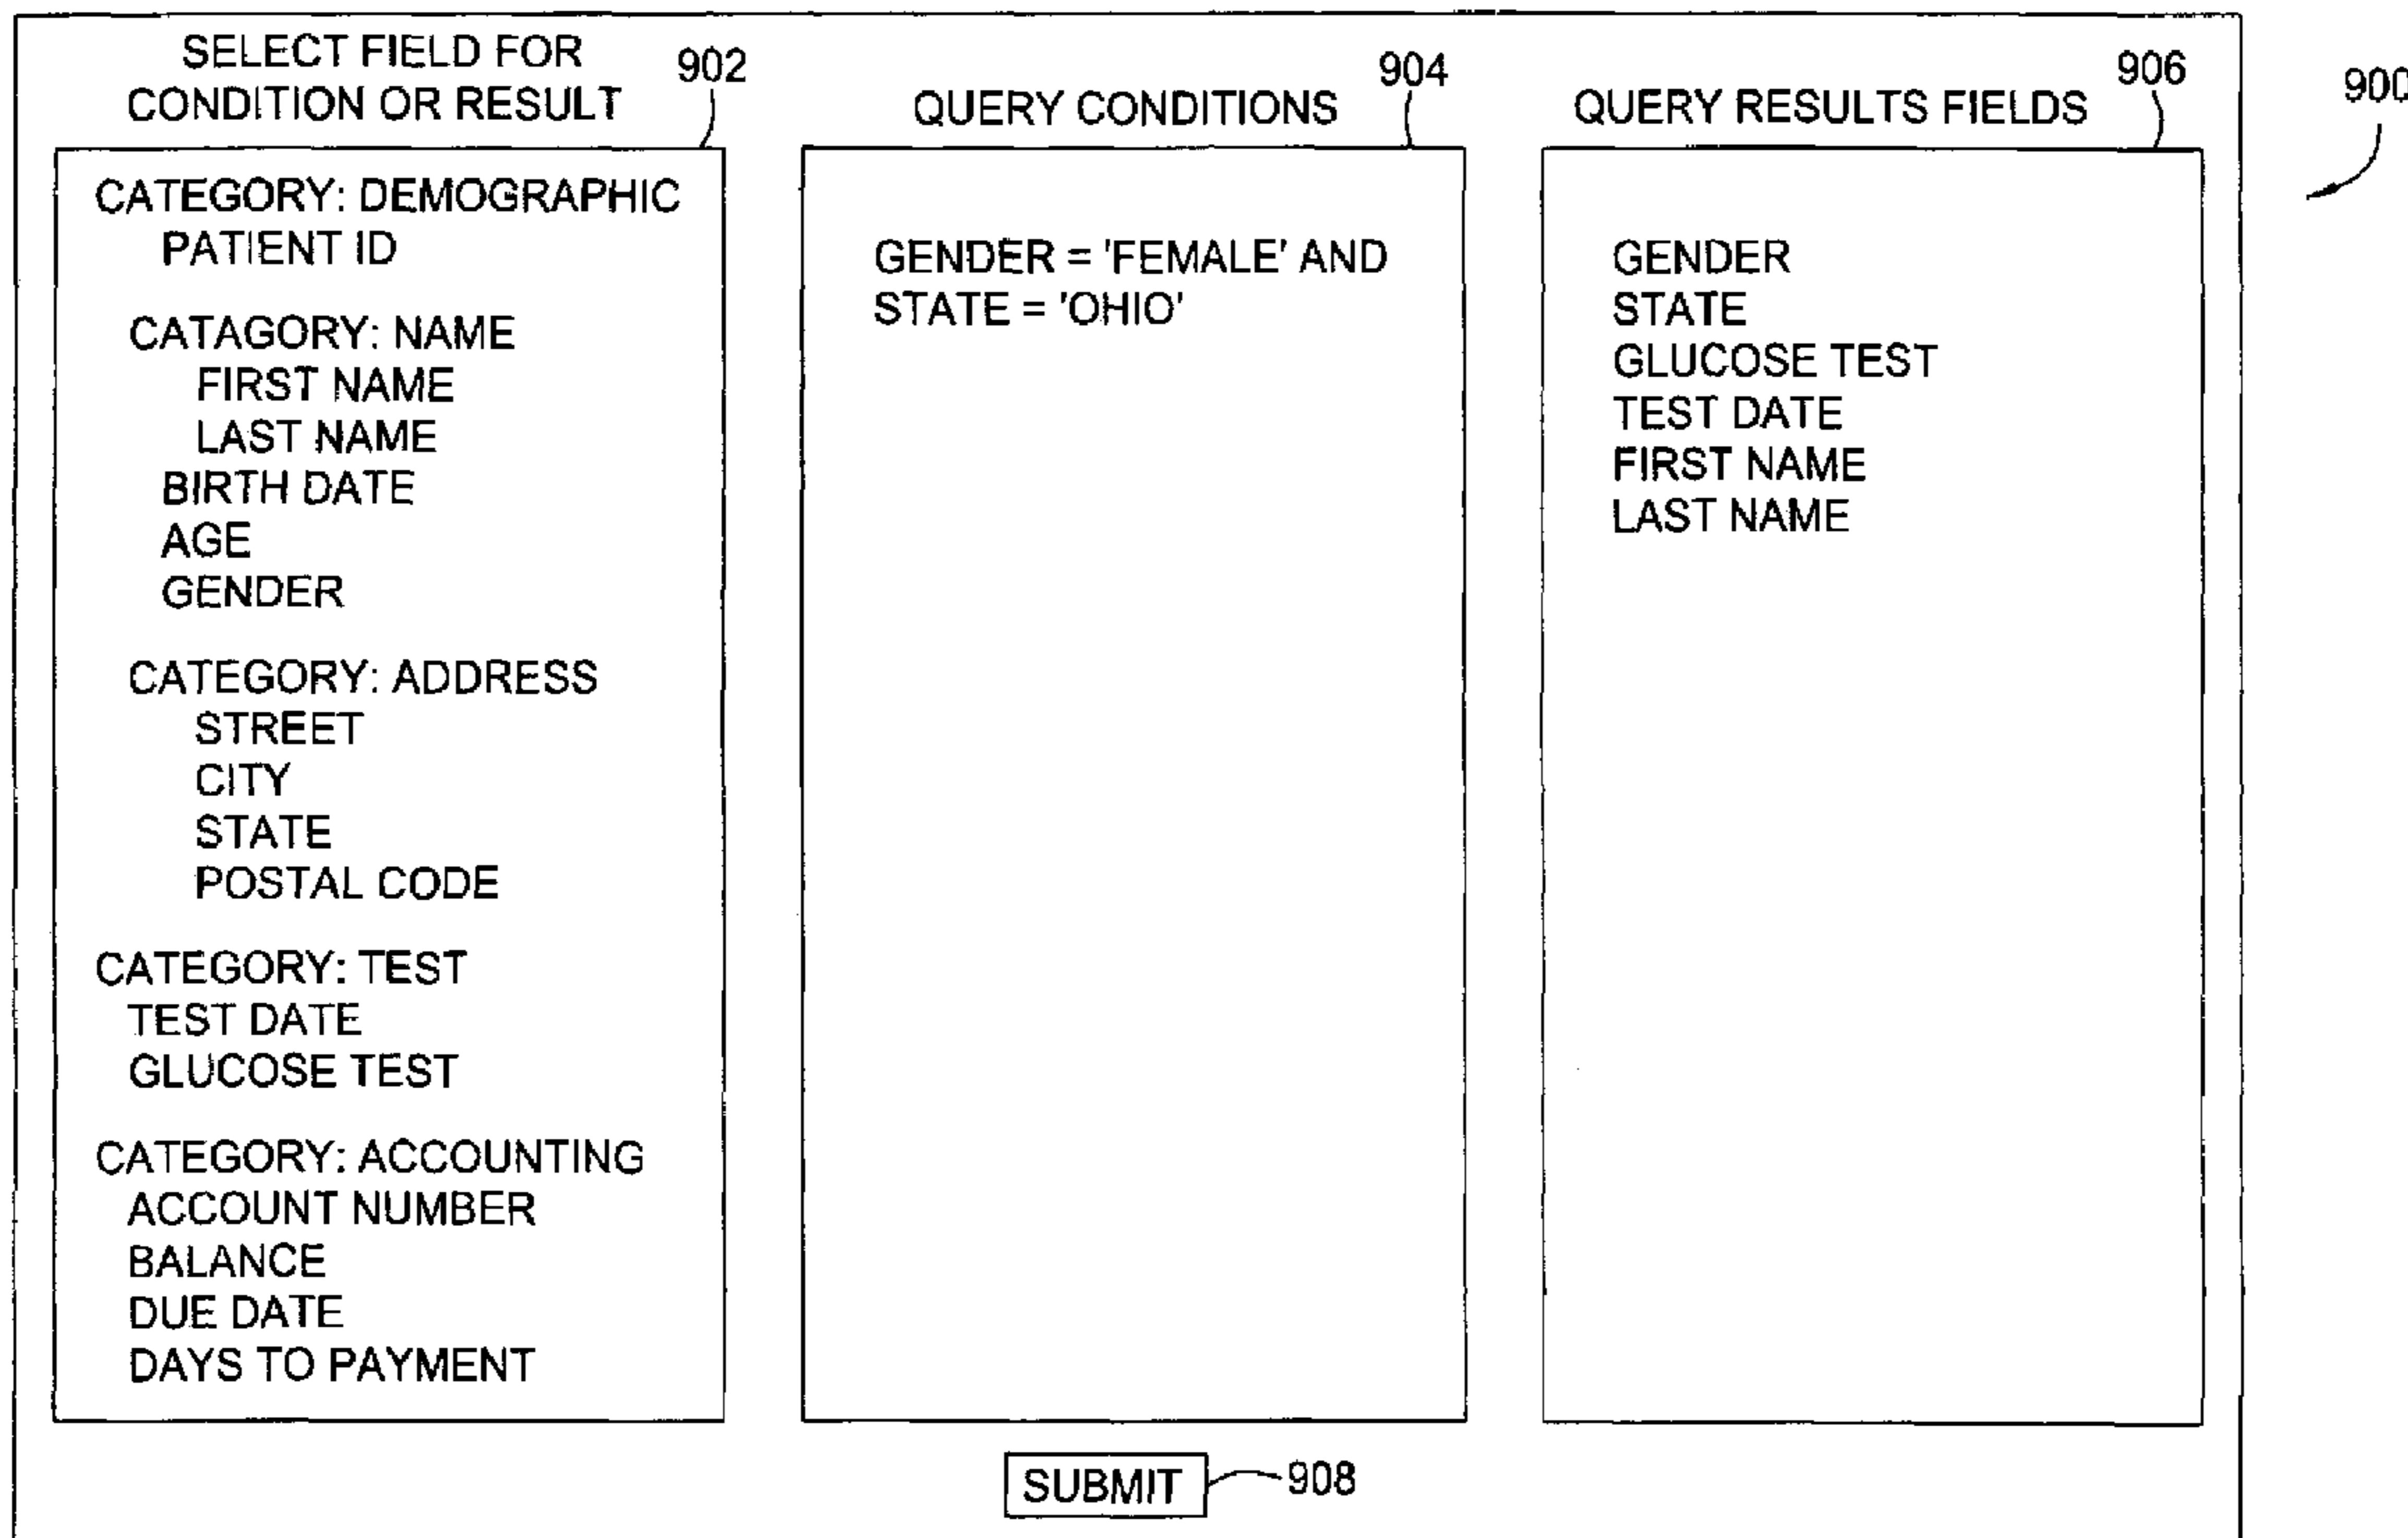 SELECT FIELD FOR
CONDITION OR RESULT
902
QUERY CONDITIONS
904
QUERY RESULTS FIELDS
906
900
CATEGORY: DEMOGRAPHIC
PATIENT ID
CATAGORY: NAME
FIRST NAME
LAST NAME
BIRTH DATE
AGE
GENDER
CATEGORY: ADDRESS
STREET
CITY
STATE
POSTAL CODE
CATEGORY: TEST
TEST DATE
GLUCOSE TEST
CATEGORY: ACCOUNTING
ACCOUNT NUMBER
BALANCE
DUE DATE
DAYS TO PAYMENT
GENDER = 'FEMALE' AND
STATE = 'OHIO'
GENDER
STATE
GLUCOSE TEST
TEST DATE
FIRST NAME
LAST NAME
SUBMIT
908